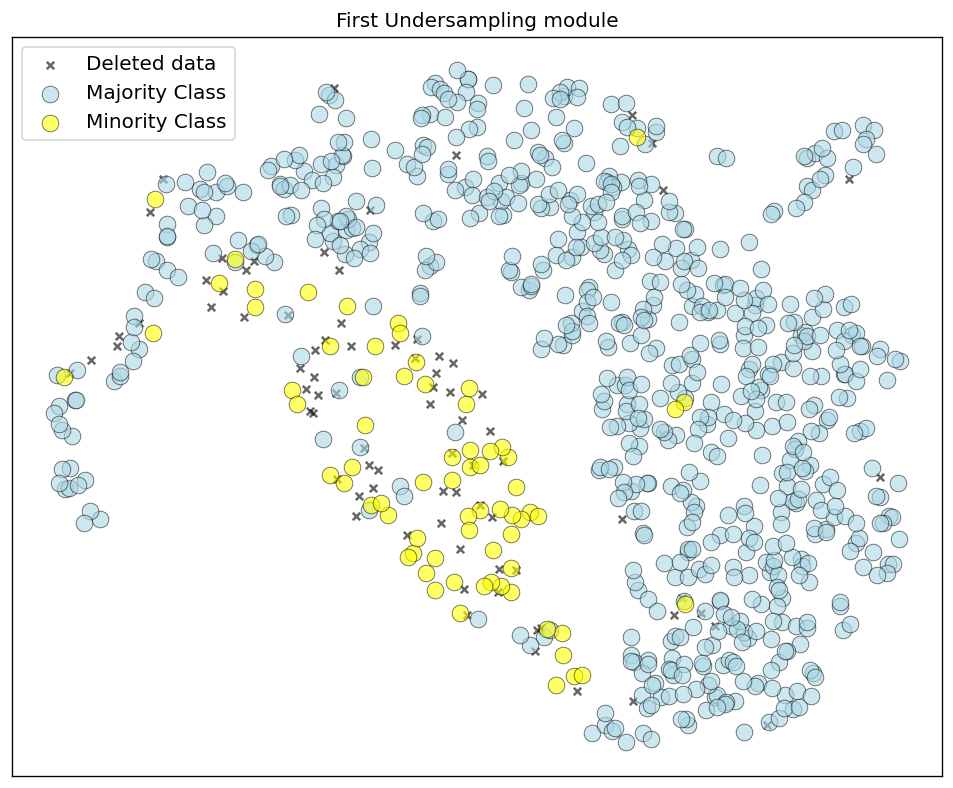 First Undersampling module
Deleted data
Majority Class
Minority Class